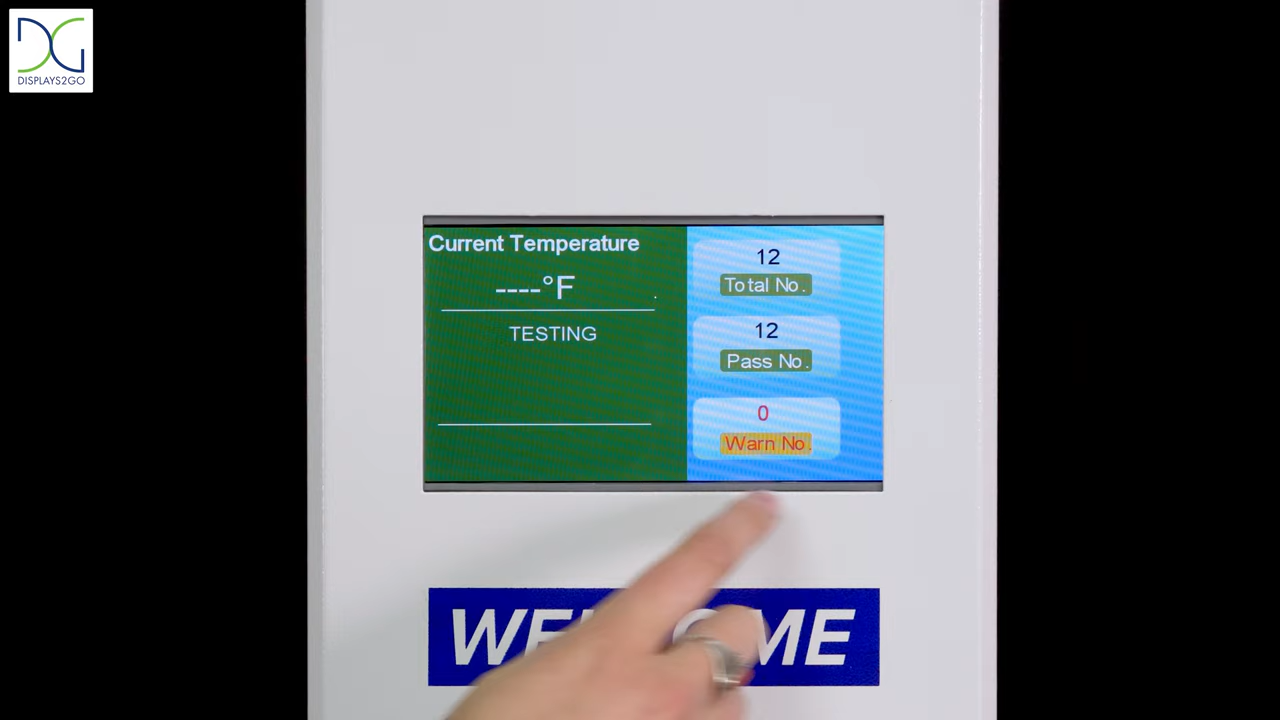 DISPLAYS2GO
Current Temperature
----°F
TESTING
12
Total No.
12
Pass No.
0
Warn No.